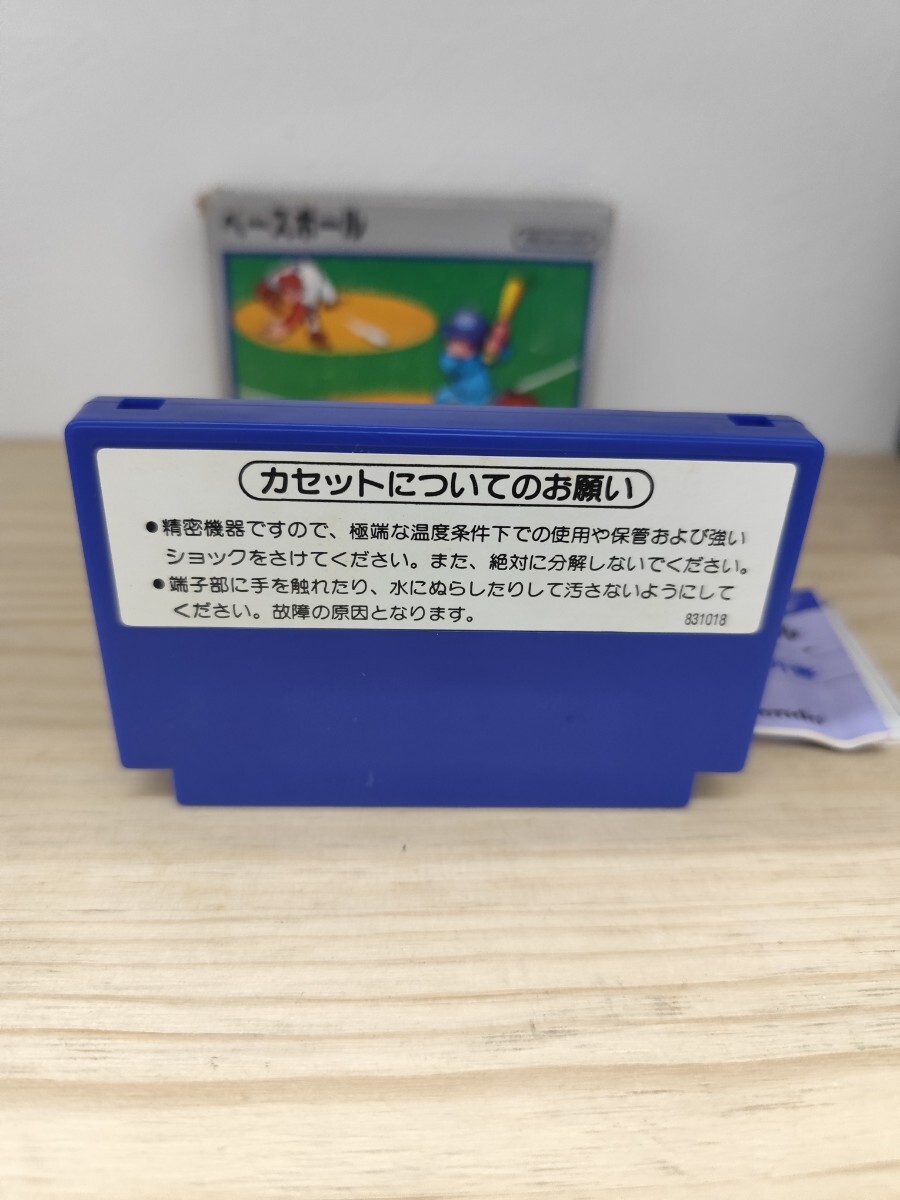 ベースボール
カセットについてのお願い
●精密機器ですので、極端な温度条件下での使用や保管および強い
ショックをさけてください。また、絶対に分解しないでください。
●端子部に手を触れたり、水にぬらしたりして汚さないようにして
ください。故障の原因となります。
831018